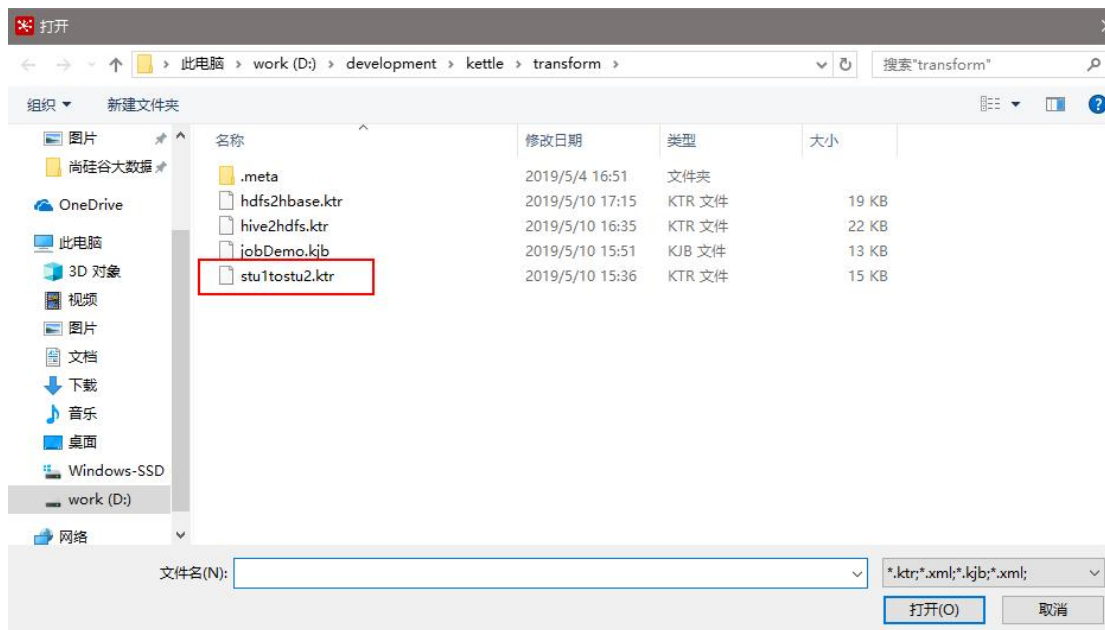 打开
此电脑 > work (D:) > development > kettle > transform >
搜索"transform"
组织
新建文件夹
图片
尚硅谷大数据
OneDrive
此电脑
3D 对象
视频
图片
文档
下载
音乐
桌面
Windows-SSD
work (D:)
网络
名称 修改日期 类型 大小
.meta 2019/5/4 16:51 文件夹
hdfs2hbase.ktr 2019/5/10 17:15 KTR 文件 19 KB
hive2hdfs.ktr 2019/5/10 16:35 KTR 文件 22 KB
jobDemo.kjb 2019/5/10 15:51 KJB 文件 13 KB
stu1tostu2.ktr 2019/5/10 15:36 KTR 文件 15 KB
文件名(N):
*.ktr;*.xml;*.kjb;*.xml;
打开(O) 取消